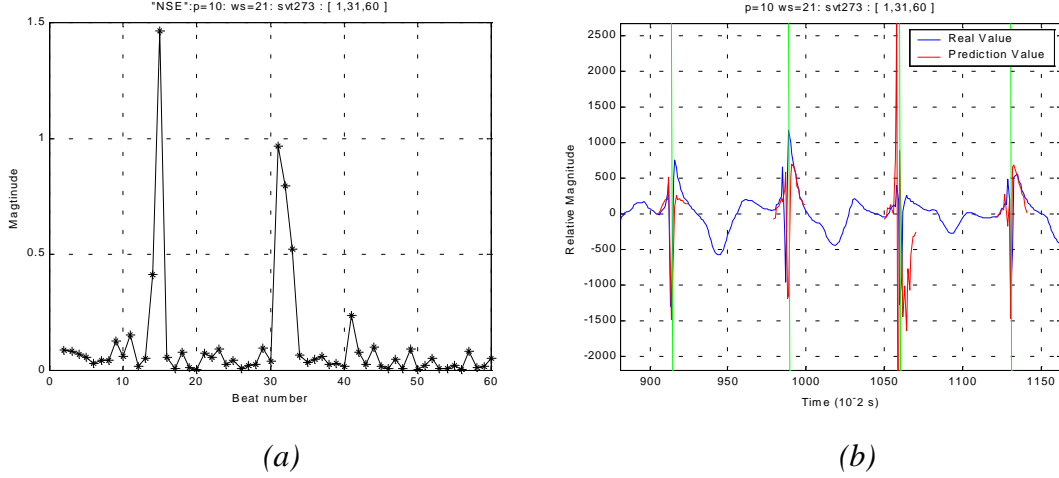 "NSE":p=10: ws=21: svt273 : [ 1,31,60 ]
1.5
1
0.5
0
Magtinude
0 10 20 30 40 50 60
Beat number
(a)
p=10 ws=21: svt273 : [ 1,31,60 ]
Real Value
Prediction Value
2500
2000
1500
1000
500
0
-500
-1000
-1500
-2000
Relative Magnitude
900 950 1000 1050 1100 1150
Time (10⁻2 s)
(b)